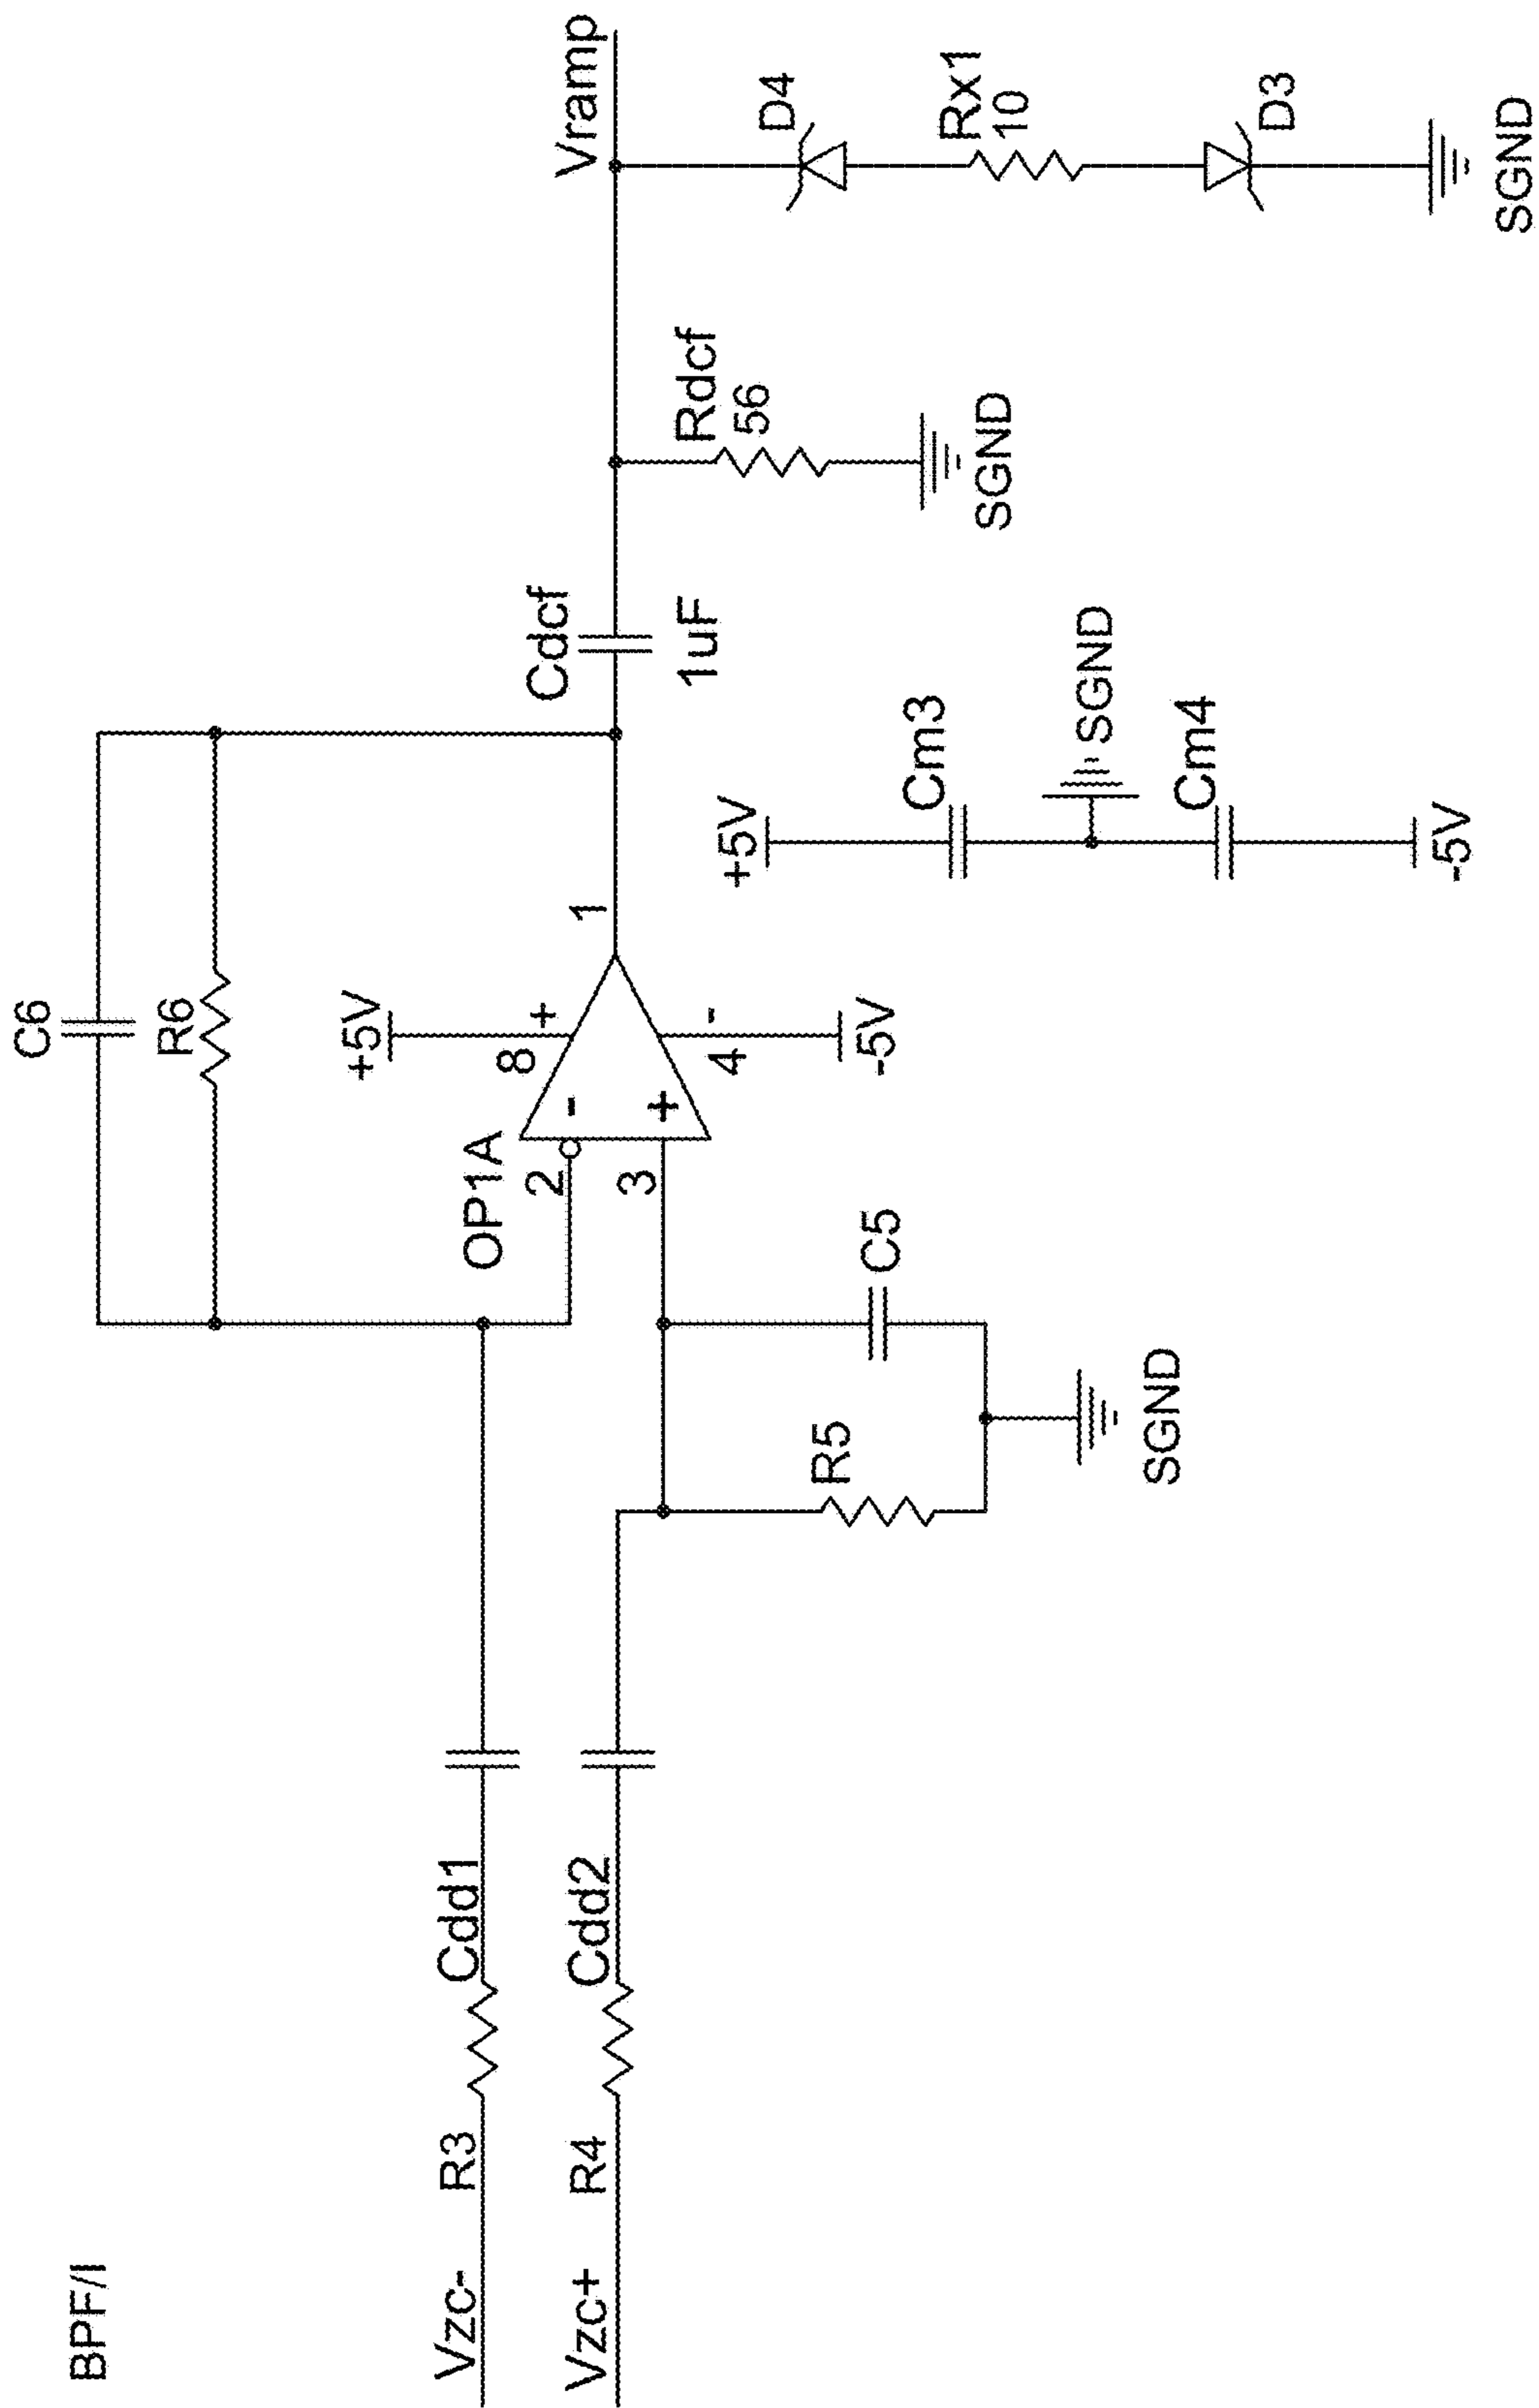 BPF/I
Vzc-
R3
Cdd1
Vzc+
R4
Cdd2
C6
R6
OP1A
2
-
3
+
8
+
+5V
4
-
-5V
1
R5
C5
SGND
Cdcf
1uF
Rdcf
56
SGND
+5V
Cm3
SGND
Cm4
-5V
Vramp
D4
Rx1
10
D3
SGND